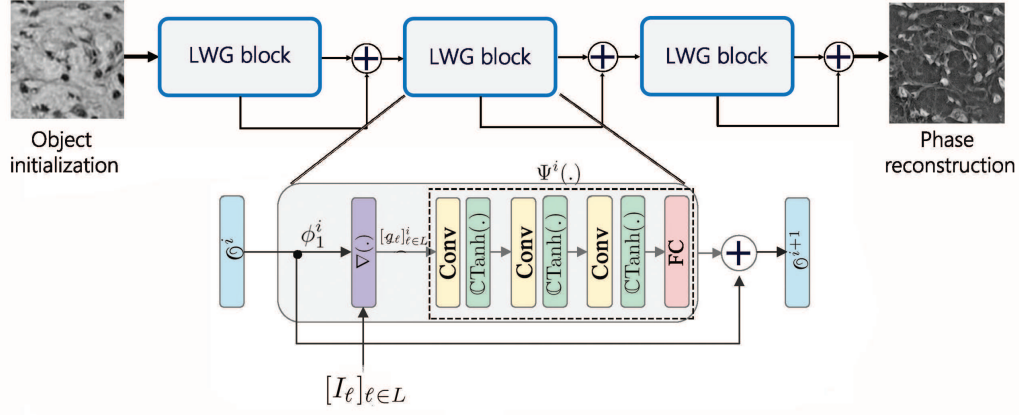 LWG block
LWG block
LWG block
Object
initialization
Phase
reconstruction
Ψ^i(.)
𝒪^i
ϕ_1^i
∇(.)
[g_ℓ]^i_{ℓ∈L}
Conv
ℂTanh(.)
Conv
ℂTanh(.)
Conv
ℂTanh(.)
FC
𝒪^{i+1}
[I_ℓ]_{ℓ∈L}